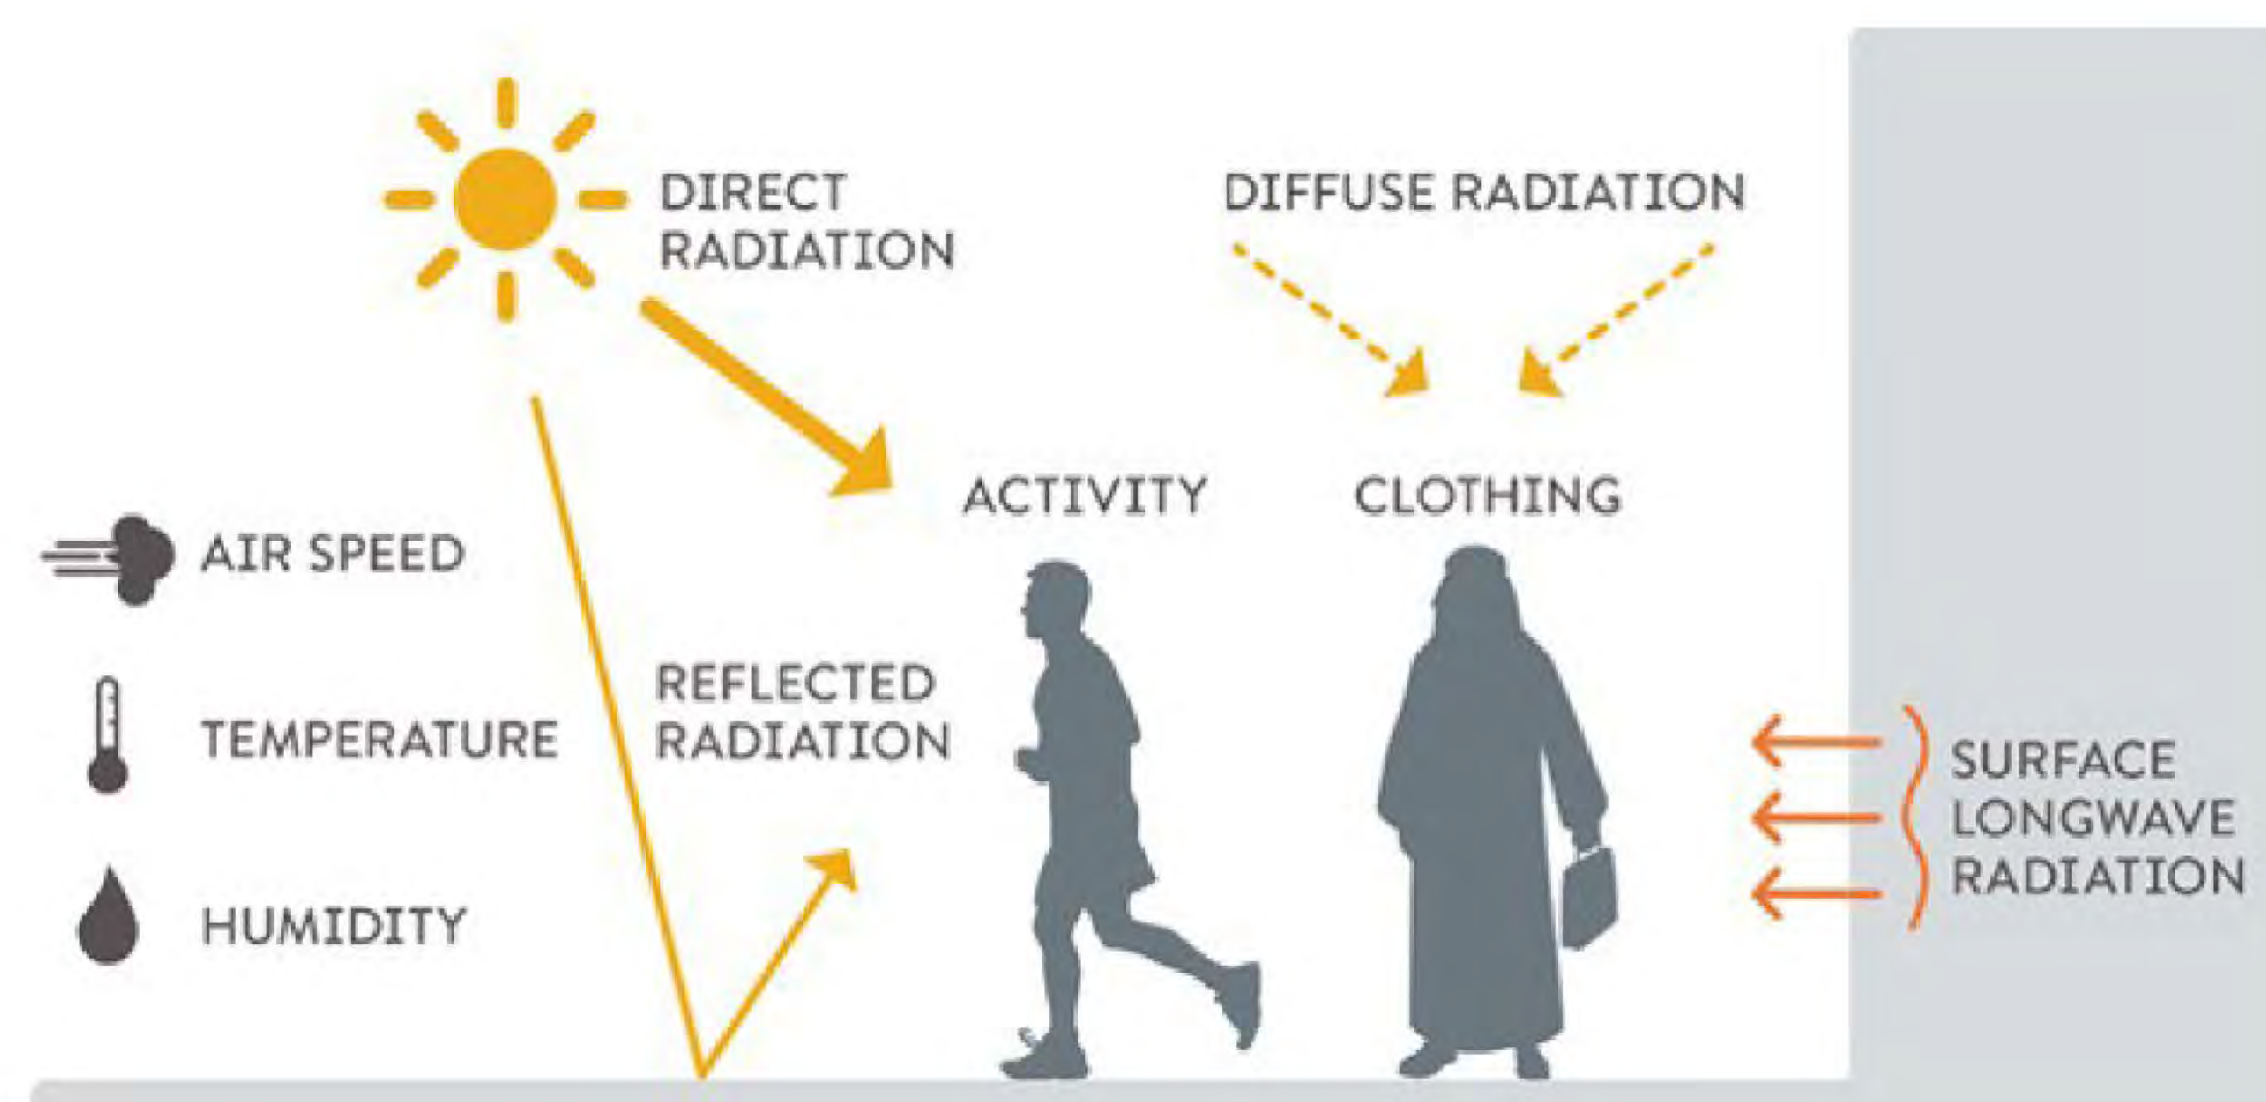 DIRECT
RADIATION
DIFFUSE RADIATION
ACTIVITY
CLOTHING
AIR SPEED
REFLECTED
RADIATION
TEMPERATURE
HUMIDITY
SURFACE
LONGWAVE
RADIATION